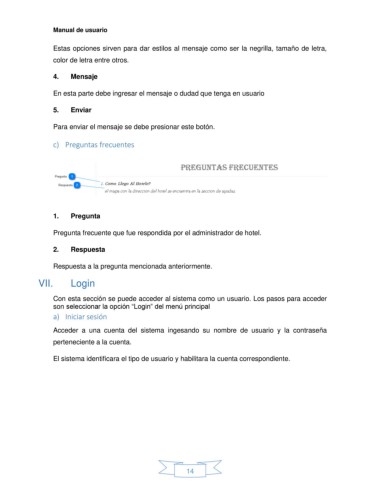 Manual de usuario
Estas opciones sirven para dar estilos al mensaje como ser la negrilla, tamaño de letra,
color de letra entre otros.
4. Mensaje
En esta parte debe ingresar el mensaje o dudad que tenga en usuario
5. Enviar
Para enviar el mensaje se debe presionar este botón.
c) Preguntas frecuentes
PREGUNTAS FRECUENTES
Pregunta 1
Respuesta 2
Como Llego Al Hotel?
el mapa con la direccion del hotel se encuentra en la seccion de ayudas.
1. Pregunta
Pregunta frecuente que fue respondida por el administrador de hotel.
2. Respuesta
Respuesta a la pregunta mencionada anteriormente.
VII. Login
Con esta sección se puede acceder al sistema como un usuario. Los pasos para acceder
son seleccionar la opción “Login” del menú principal
a) Iniciar sesión
Acceder a una cuenta del sistema ingesando su nombre de usuario y la contraseña
perteneciente a la cuenta.
El sistema identificara el tipo de usuario y habilitara la cuenta correspondiente.
14